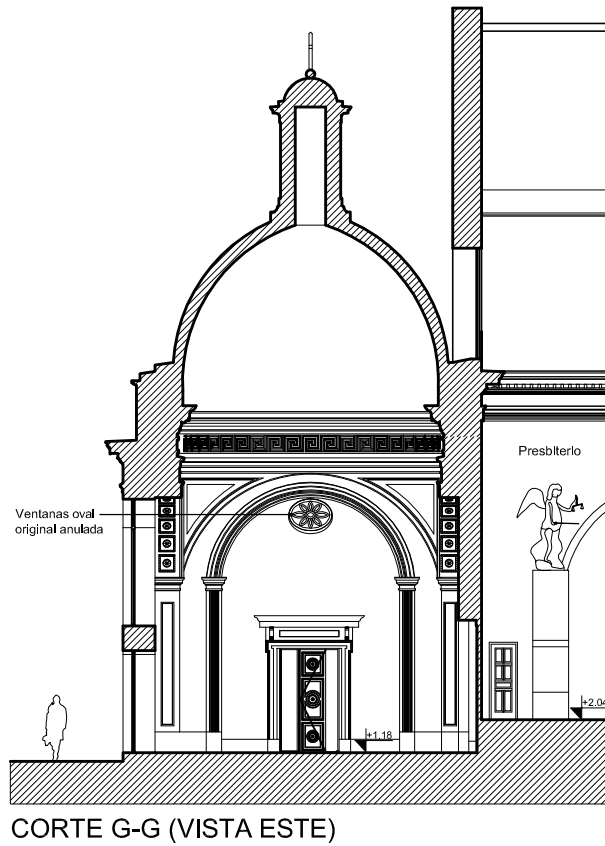 Presbiterio
Ventanas oval
original anulada
+2.04
+1.18
CORTE G-G (VISTA ESTE)